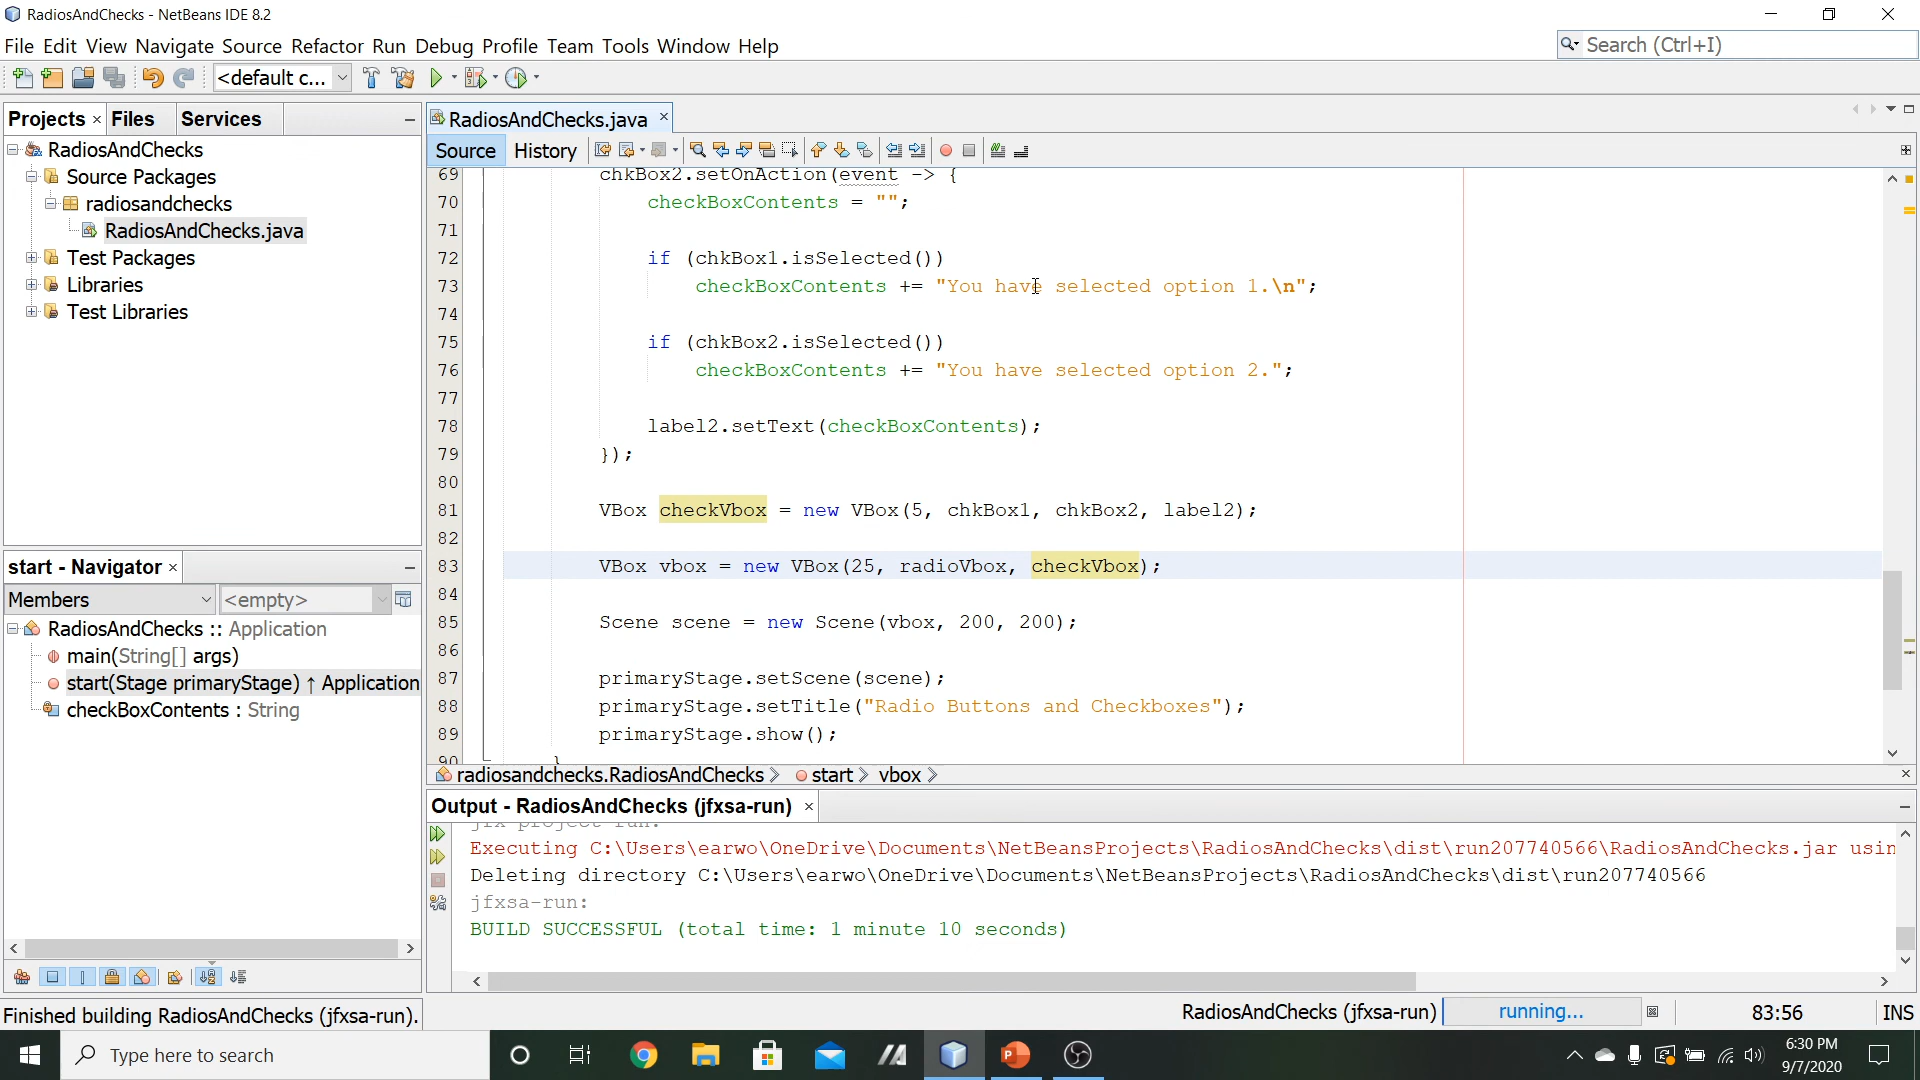 RadiosAndChecks - NetBeans IDE 8.2
File Edit View Navigate Source Refactor Run Debug Profile Team Tools Window Help
Search (Ctrl+I)
<default c...
Projects
Files
Services
RadiosAndChecks.java
Source
History
RadiosAndChecks
Source Packages
radiosandchecks
RadiosAndChecks.java
Test Packages
Libraries
Test Libraries
69 chkBox2.setOnAction(event -> {
70 checkBoxContents = "";
71
72 if (chkBox1.isSelected())
73 checkBoxContents += "You have selected option 1.\n";
74
75 if (chkBox2.isSelected())
76 checkBoxContents += "You have selected option 2.";
77
78 label2.setText(checkBoxContents);
79 });
80
81 VBox checkVbox = new VBox(5, chkBox1, chkBox2, label2);
82
83 VBox vbox = new VBox(25, radioVbox, checkVbox);
84
85 Scene scene = new Scene(vbox, 200, 200);
86
87 primaryStage.setScene(scene);
88 primaryStage.setTitle("Radio Buttons and Checkboxes");
89 primaryStage.show();
90 }
radiosandchecks.RadiosAndChecks
start
vbox
start - Navigator
Members
<empty>
RadiosAndChecks :: Application
main(String[] args)
start(Stage primaryStage) ↑ Application
checkBoxContents : String
Output - RadiosAndChecks (jfxsa-run)
jfx-project-run:
Executing C:\Users\earwo\OneDrive\Documents\NetBeansProjects\RadiosAndChecks\dist\run207740566\RadiosAndChecks.jar usin
Deleting directory C:\Users\earwo\OneDrive\Documents\NetBeansProjects\RadiosAndChecks\dist\run207740566
jfxsa-run:
BUILD SUCCESSFUL (total time: 1 minute 10 seconds)
Finished building RadiosAndChecks (jfxsa-run).
RadiosAndChecks (jfxsa-run)
running...
83:56
INS
Type here to search
6:30 PM
9/7/2020